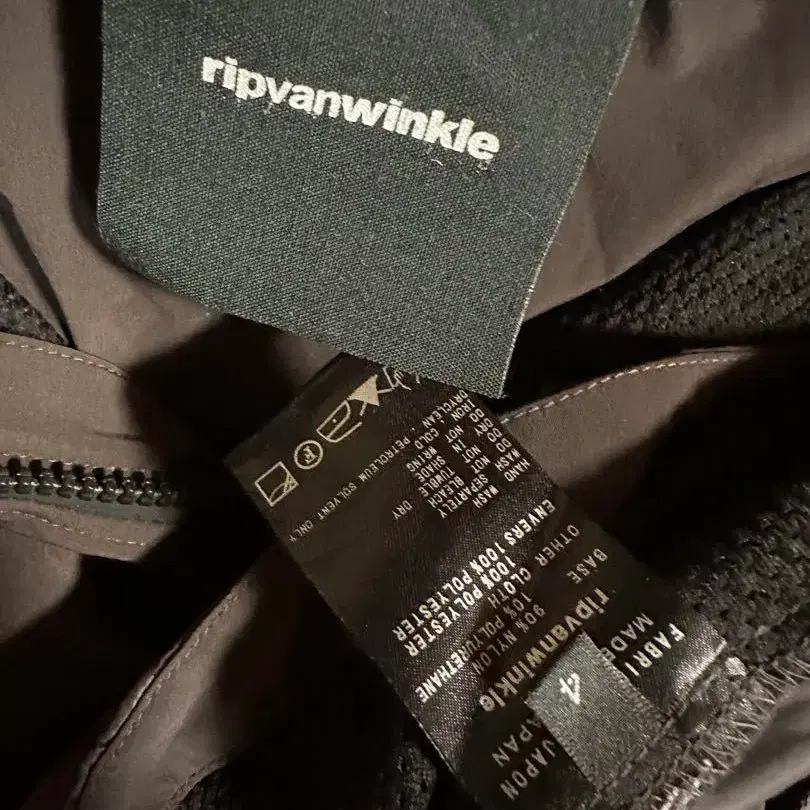 ripvanwinkle
FABRI JAPON
MADE JAPAN
4
ripvanwinkle
BASE 90% NYLON
10% POLYURETHANE
OTHER CLOTH
100% POLYESTER
ENVERS 100% POLYESTER
HAND WASH SEPARATELY
DO NOT BLEACH
DO NOT TUMBLE DRY
DRY IN SHADE
DO NOT WRING
IRON COLD
DRYCLEAN PETROLEUM SOLVENT ONLY
F